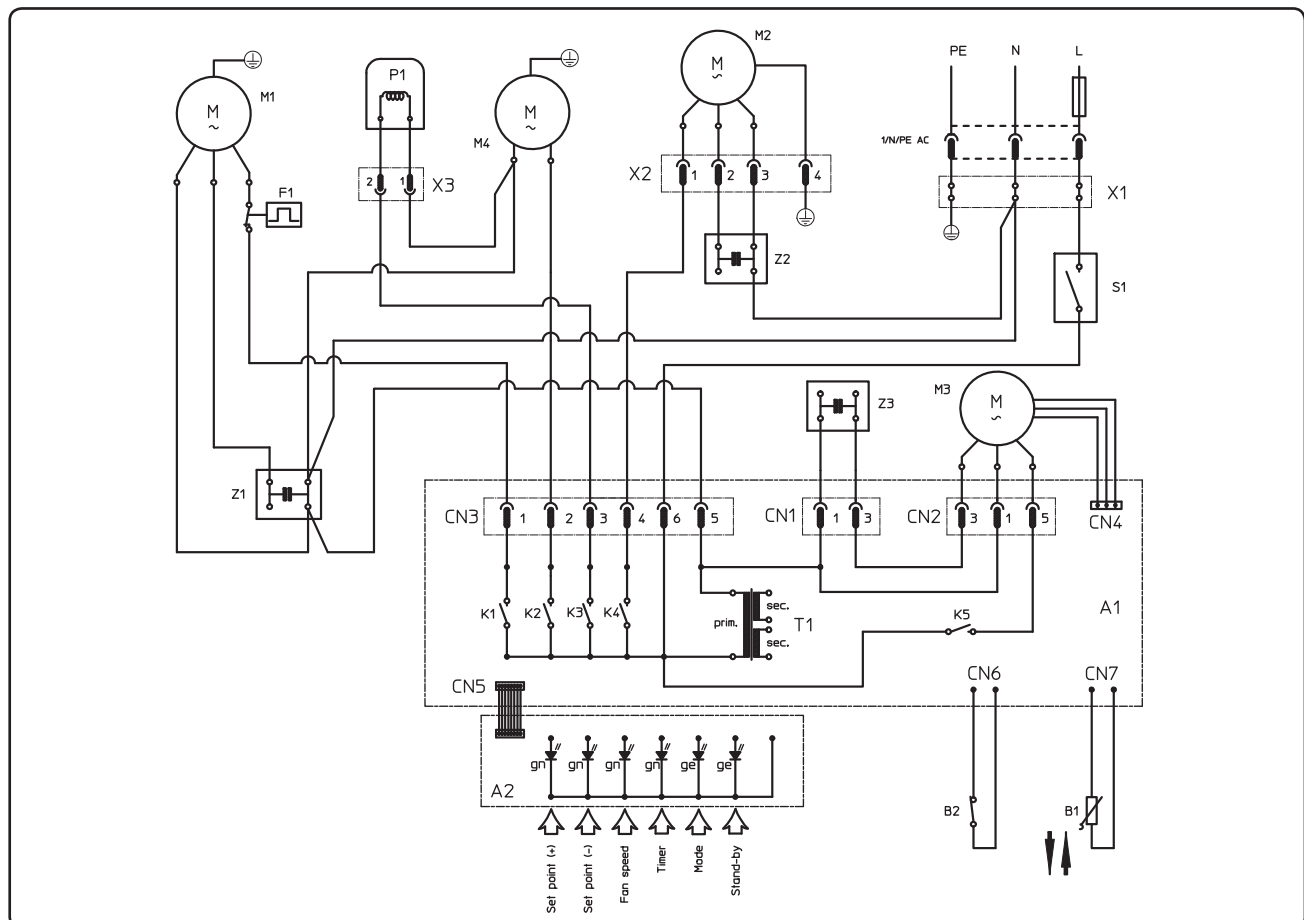 M2
PE N L
P1
M
~
M1
M
~
M
~
M4
1/N/PE AC
2 1 X3
X2 1 2 3 4
X1
F1
Z2
S1
Z3
M3
M
~
Z1
CN3 1 2 3 4 6 5
CN1 1 3
CN2 3 1 5
CN4
K1 K2 K3 K4
prim. sec. T1
sec.
K5
A1
CN5
CN6 CN7
gn gn gn gn ge ge
A2
B2 B1
Set point (+)
Set point (-)
Fan speed
Timer
Mode
Stand-by